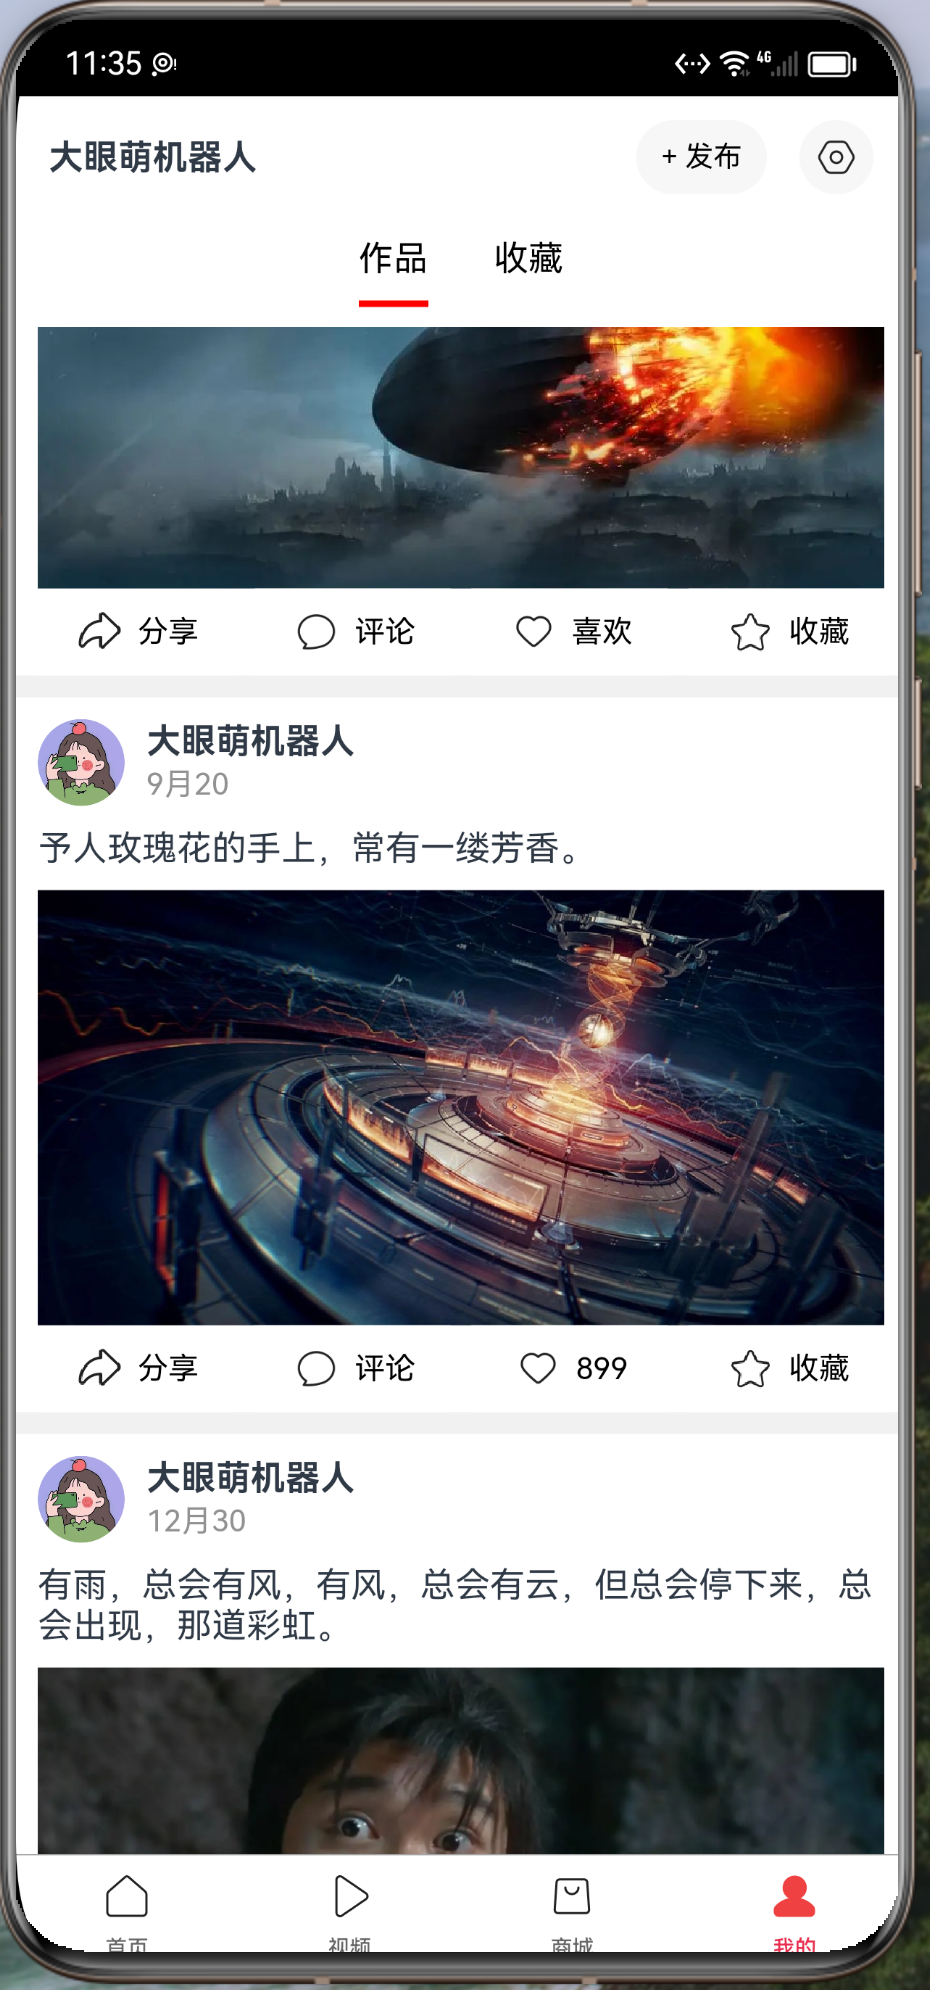 11:35
4G
大眼萌机器人
+ 发布
作品 收藏
分享 评论 喜欢 收藏
大眼萌机器人
9月20
予人玫瑰花的手上，常有一缕芳香。
分享 评论 899 收藏
大眼萌机器人
12月30
有雨，总会有风，有风，总会有云，但总会停下来，总
会出现，那道彩虹。
首页 视频 商城 我的